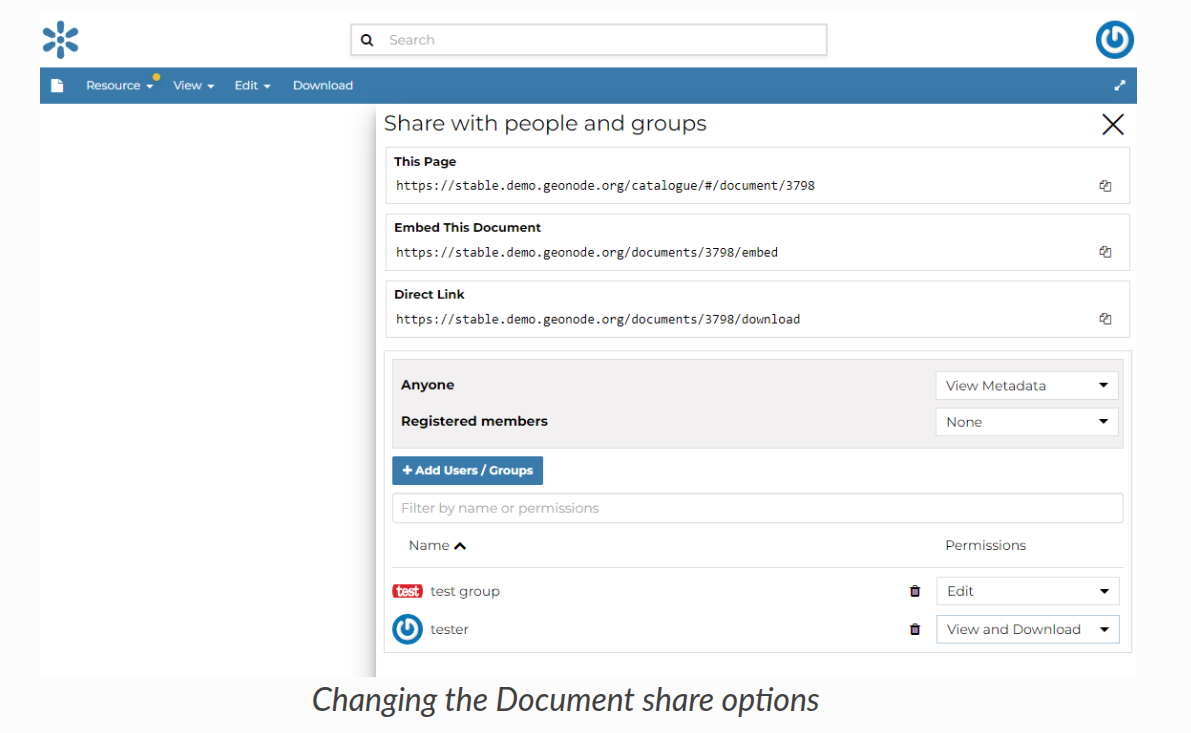 Search
Resource View Edit Download
Share with people and groups
This Page
https://stable.demo.geonode.org/catalogue/#/document/3798
Embed This Document
https://stable.demo.geonode.org/documents/3798/embed
Direct Link
https://stable.demo.geonode.org/documents/3798/download
Anyone View Metadata
Registered members None
+ Add Users / Groups
Filter by name or permissions
Name Permissions
test test group Edit
tester View and Download
Changing the Document share options